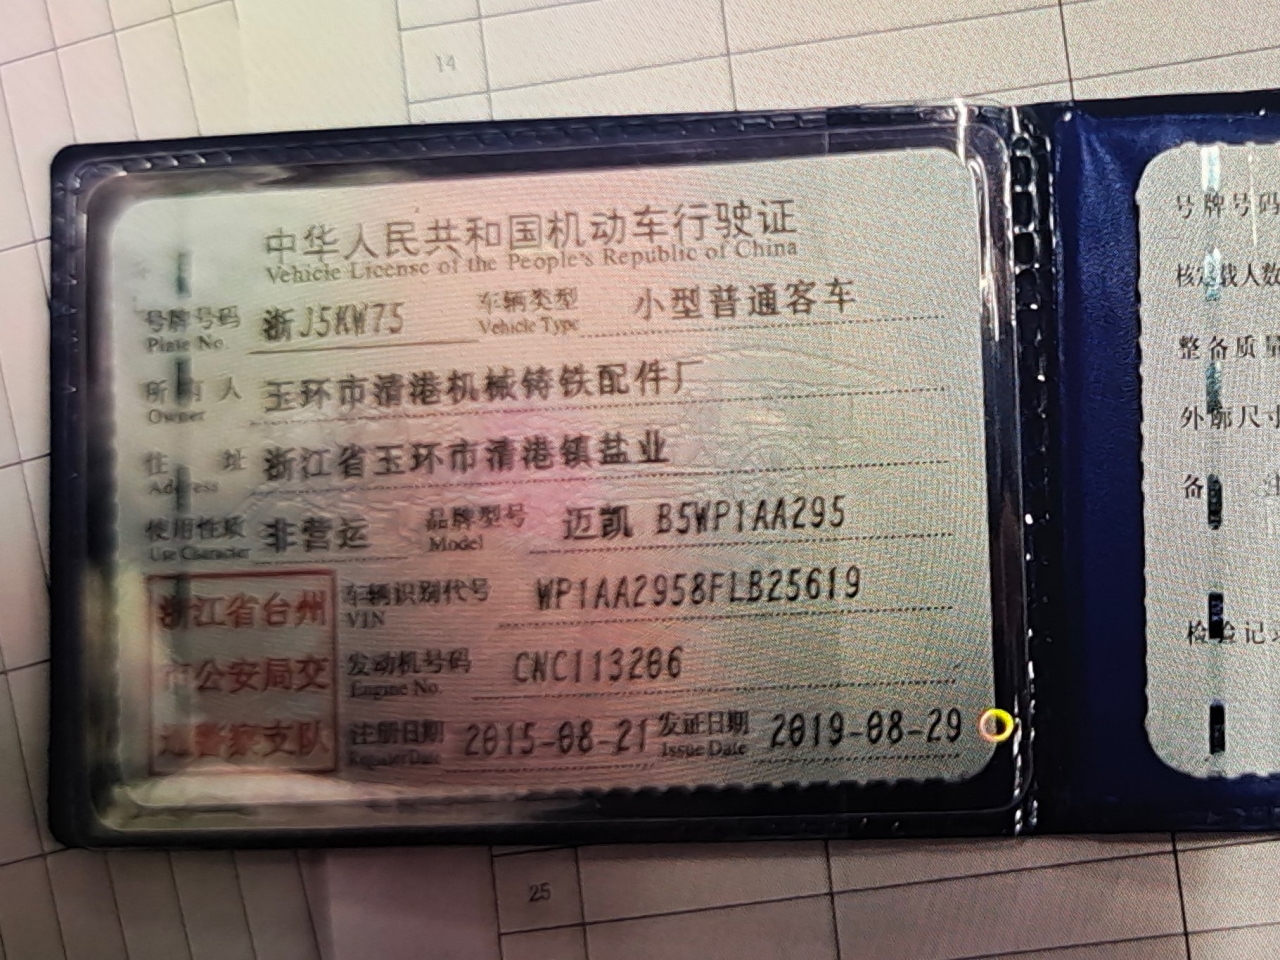 14
中华人民共和国机动车行驶证
Vehicle License of the People's Republic of China
号牌号码 浙J5KW75 车辆类型 小型普通客车
Plate No. Vehicle Type
所有人 玉环市清港机械铸铁配件厂
Owner
住址 浙江省玉环市清港镇盐业
Address
使用性质 非营运 品牌型号 迈凯 B5WP1AA295
Use Character Model
浙江省台州
市公安局交
通警察支队
车辆识别代号 WP1AA2958FLB25619
VIN
发动机号码 CNC113206
Engine No.
注册日期 2015-08-21 发证日期 2019-08-29
Register Date Issue Date
号牌号码
核定载人数
整备质量
外廓尺寸
备
检验记
25